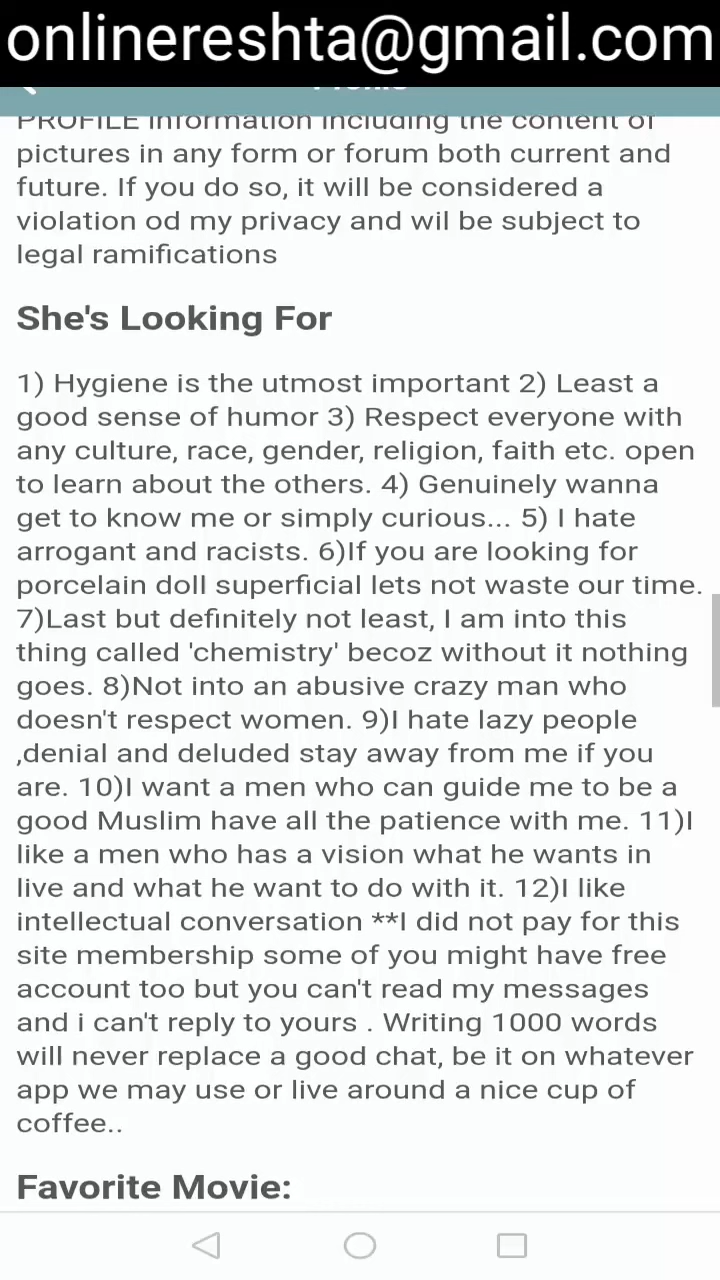 onlinereshta@gmail.com
PROFILE information including the content of
pictures in any form or forum both current and
future. If you do so, it will be considered a
violation od my privacy and wil be subject to
legal ramifications
She's Looking For
1) Hygiene is the utmost important 2) Least a
good sense of humor 3) Respect everyone with
any culture, race, gender, religion, faith etc. open
to learn about the others. 4) Genuinely wanna
get to know me or simply curious... 5) I hate
arrogant and racists. 6)If you are looking for
porcelain doll superficial lets not waste our time.
7)Last but definitely not least, I am into this
thing called 'chemistry' becoz without it nothing
goes. 8)Not into an abusive crazy man who
doesn't respect women. 9)I hate lazy people
,denial and deluded stay away from me if you
are. 10)I want a men who can guide me to be a
good Muslim have all the patience with me. 11)I
like a men who has a vision what he wants in
live and what he want to do with it. 12)I like
intellectual conversation **I did not pay for this
site membership some of you might have free
account too but you can't read my messages
and i can't reply to yours . Writing 1000 words
will never replace a good chat, be it on whatever
app we may use or live around a nice cup of
coffee..
Favorite Movie: